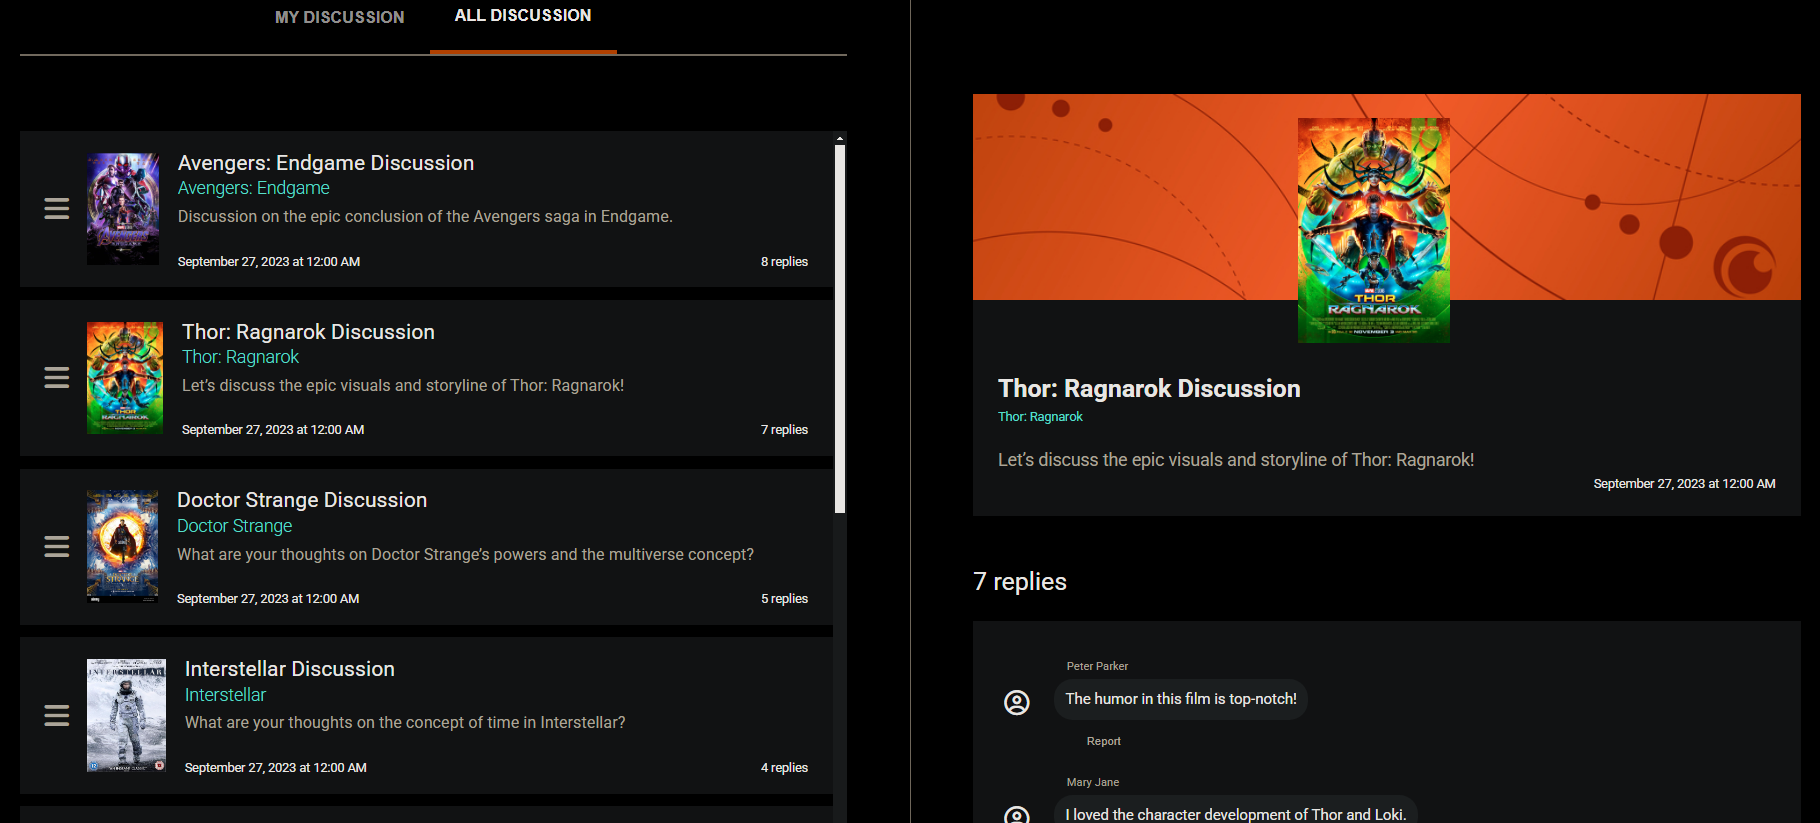 MY DISCUSSION
ALL DISCUSSION
Avengers: Endgame Discussion
Avengers: Endgame
Discussion on the epic conclusion of the Avengers saga in Endgame.
September 27, 2023 at 12:00 AM
8 replies
Thor: Ragnarok Discussion
Thor: Ragnarok
Let’s discuss the epic visuals and storyline of Thor: Ragnarok!
September 27, 2023 at 12:00 AM
7 replies
Doctor Strange Discussion
Doctor Strange
What are your thoughts on Doctor Strange’s powers and the multiverse concept?
September 27, 2023 at 12:00 AM
5 replies
INTERSTELLAR
Interstellar Discussion
Interstellar
What are your thoughts on the concept of time in Interstellar?
September 27, 2023 at 12:00 AM
4 replies
THOR
RAGNAROK
NOVEMBER 3
Thor: Ragnarok Discussion
Thor: Ragnarok
Let’s discuss the epic visuals and storyline of Thor: Ragnarok!
September 27, 2023 at 12:00 AM
7 replies
Peter Parker
The humor in this film is top-notch!
Report
Mary Jane
I loved the character development of Thor and Loki.